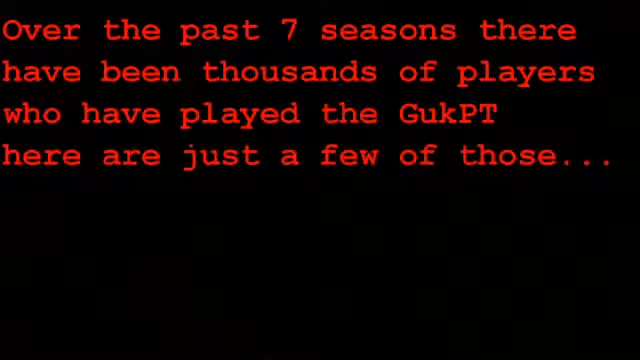 Over the past 7 seasons there
have been thousands of players
who have played the GukPT
here are just a few of those...